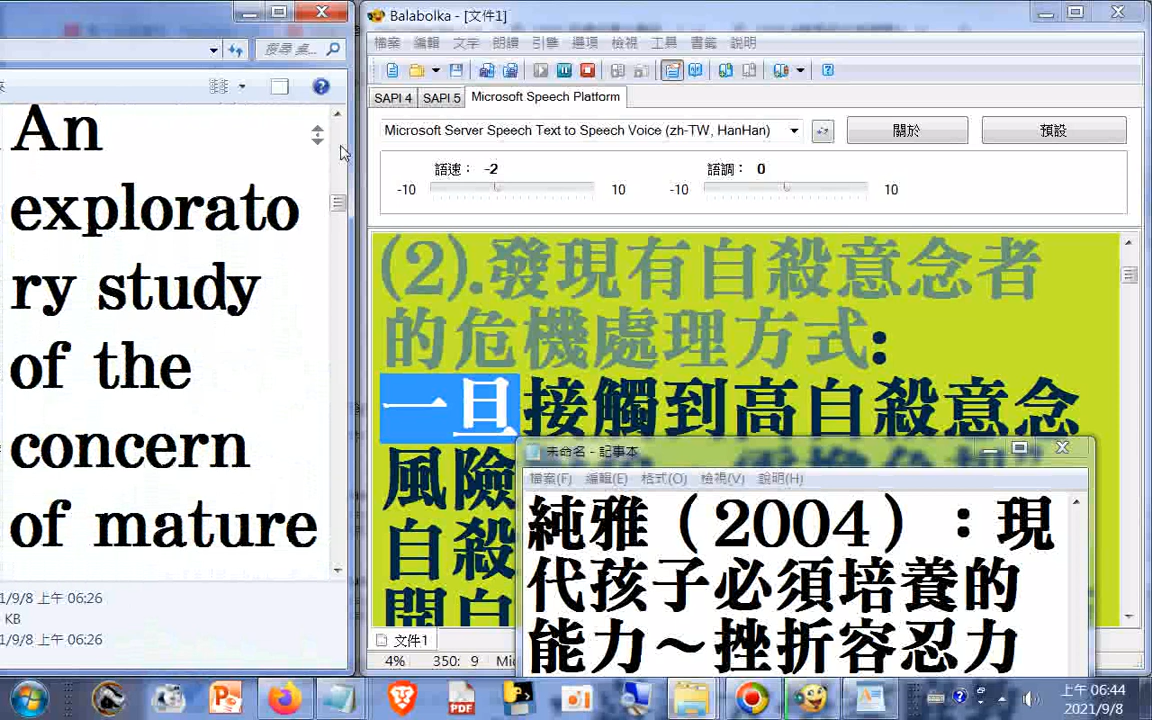 搜尋 桌...
An
explorato
ry study
of the
concern
of mature
1/9/8 上午 06:26
KB
1/9/8 上午 06:26
Balabolka - [文件1]
檔案 編輯 文字 朗讀 引擎 選項 檢視 工具 書籤 說明
SAPI 4 SAPI 5 Microsoft Speech Platform
Microsoft Server Speech Text to Speech Voice (zh-TW, HanHan) 關於 預設
語速： -2 語調： 0
-10 10 -10 10
(2).發現有自殺意念者
的危機處理方式:
一旦接觸到高自殺意念
風險
自殺
開自
文件1
4% 350: 9
未命名 - 記事本
檔案(F) 編輯(E) 格式(O) 檢視(V) 說明(H)
純雅（2004）：現
代孩子必須培養的
能力～挫折容忍力
上午 06:44
2021/9/8